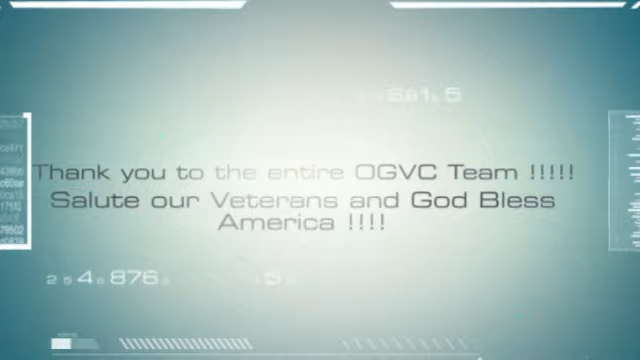 Thank you to the entire OGVC Team !!!!!
Salute our Veterans and God Bless
America !!!!